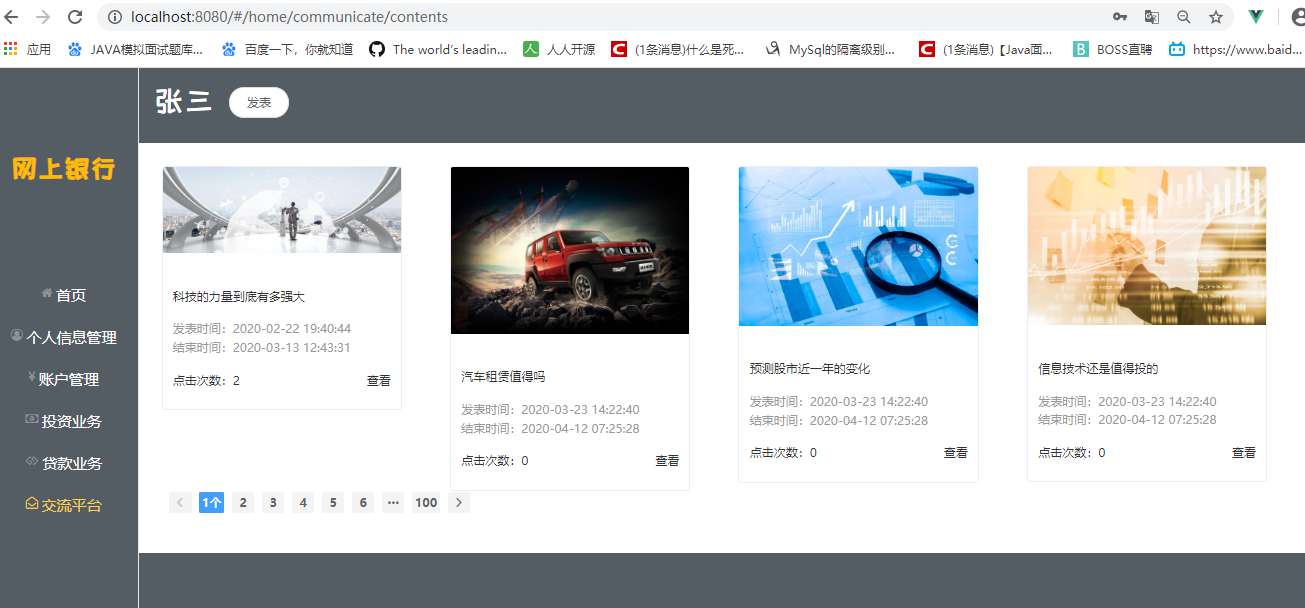 localhost:8080/#/home/communicate/contents
应用 JAVA模拟面试题库... 百度一下，你就知道 The world's leadin... 人人开源 (1条消息)什么是死... MySql的隔离级别... (1条消息)【Java面... BOSS直聘 https://www.baid...
张三 发表
网上银行
首页
个人信息管理
账户管理
投资业务
贷款业务
交流平台
科技的力量到底有多强大
发表时间：2020-02-22 19:40:44
结束时间：2020-03-13 12:43:31
点击次数：2 查看
汽车租赁值得吗
发表时间：2020-03-23 14:22:40
结束时间：2020-04-12 07:25:28
点击次数：0 查看
预测股市近一年的变化
发表时间：2020-03-23 14:22:40
结束时间：2020-04-12 07:25:28
点击次数：0 查看
信息技术还是值得投的
发表时间：2020-03-23 14:22:40
结束时间：2020-04-12 07:25:28
点击次数：0 查看
1个 2 3 4 5 6 ··· 100